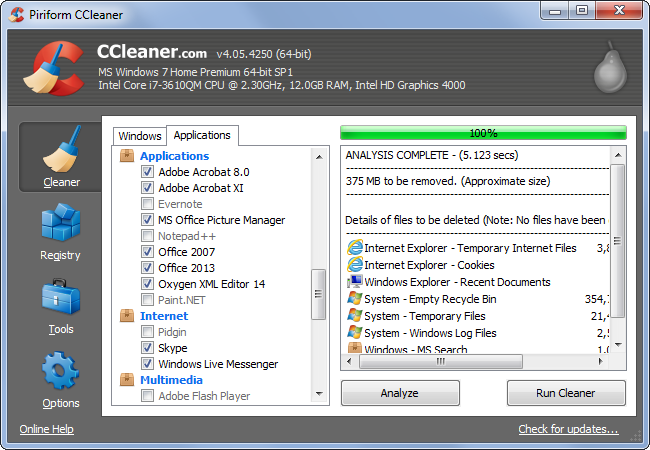 Piriform CCleaner
CCleaner.com v4.05.4250 (64-bit)
MS Windows 7 Home Premium 64-bit SP1
Intel Core i7-3610QM CPU @ 2.30GHz, 12.0GB RAM, Intel HD Graphics 4000
Cleaner
Registry
Tools
Options
Windows Applications
Applications
Adobe Acrobat 8.0
Adobe Acrobat XI
Evernote
MS Office Picture Manager
Notepad++
Office 2007
Office 2013
Oxygen XML Editor 14
Paint.NET
Internet
Pidgin
Skype
Windows Live Messenger
Multimedia
Adobe Flash Player
100%
ANALYSIS COMPLETE - (5.123 secs)
375 MB to be removed. (Approximate size)
Details of files to be deleted (Note: No files have been
Internet Explorer - Temporary Internet Files 3,8
Internet Explorer - Cookies
Windows Explorer - Recent Documents
System - Empty Recycle Bin 354,7
System - Temporary Files 21,4
System - Windows Log Files 2,5
Windows - MS Search 1,0
Analyze
Run Cleaner
Online Help
Check for updates...